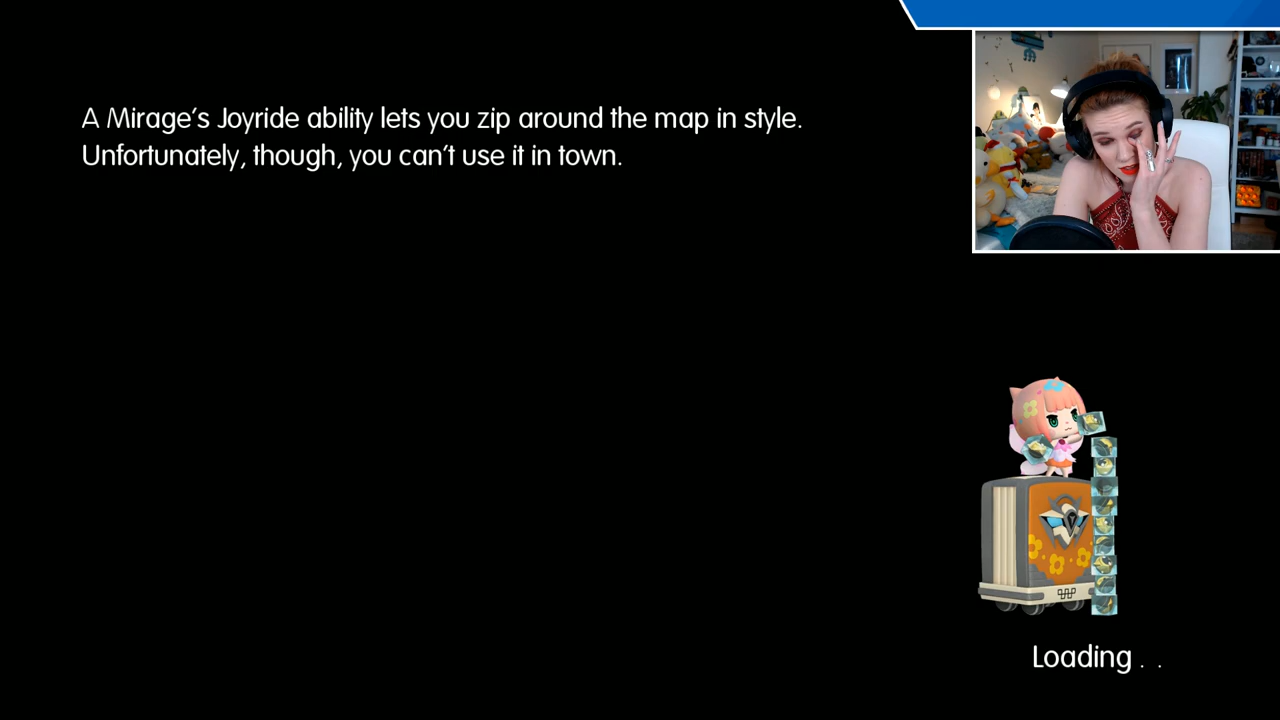 A Mirage's Joyride ability lets you zip around the map in style.
Unfortunately, though, you can't use it in town.
Loading . .